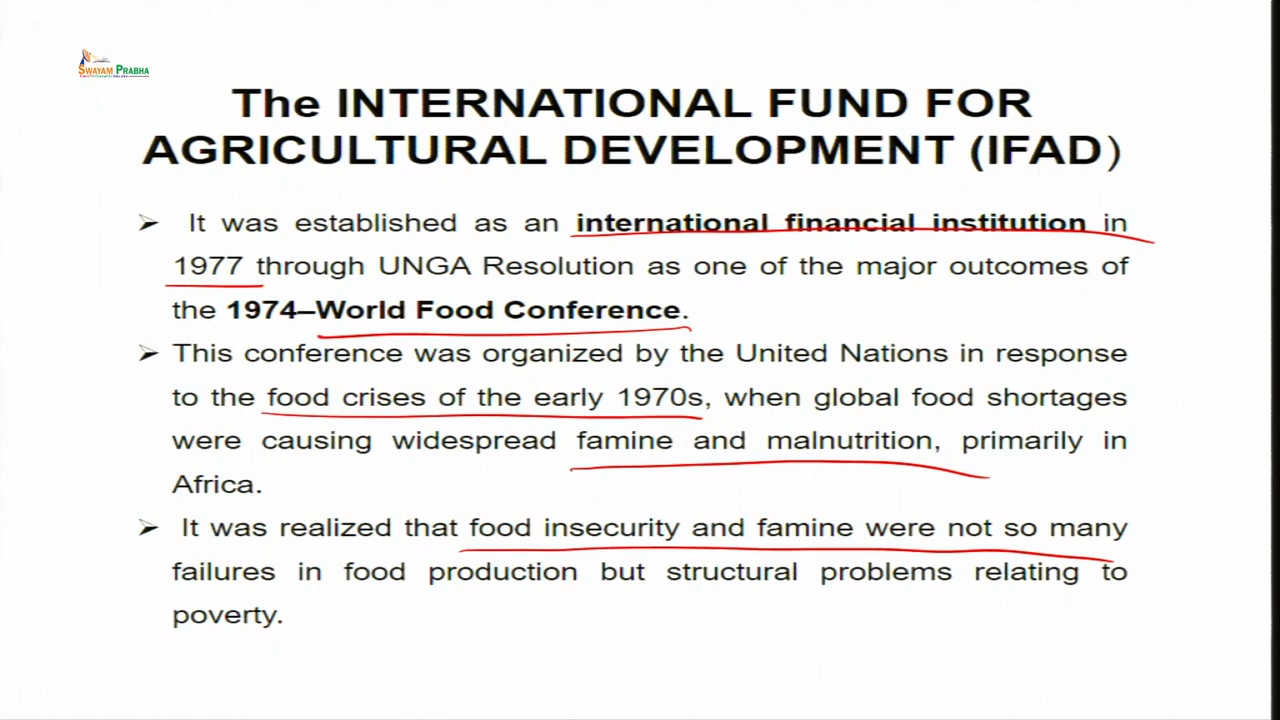 SWAYAM PRABHA
The INTERNATIONAL FUND FOR
AGRICULTURAL DEVELOPMENT (IFAD)
➢ It was established as an international financial institution in
1977 through UNGA Resolution as one of the major outcomes of
the 1974–World Food Conference.
➢ This conference was organized by the United Nations in response
to the food crises of the early 1970s, when global food shortages
were causing widespread famine and malnutrition, primarily in
Africa.
➢ It was realized that food insecurity and famine were not so many
failures in food production but structural problems relating to
poverty.